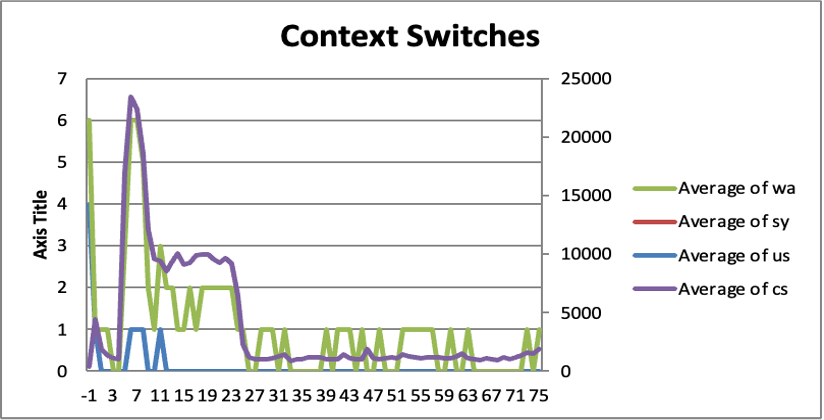 Context Switches
7
6
5
4
3
2
1
0
Axis Title
25000
20000
15000
10000
5000
0
-1 3 7 11 15 19 23 27 31 35 39 43 47 51 55 59 63 67 71 75
Average of wa
Average of sy
Average of us
Average of cs